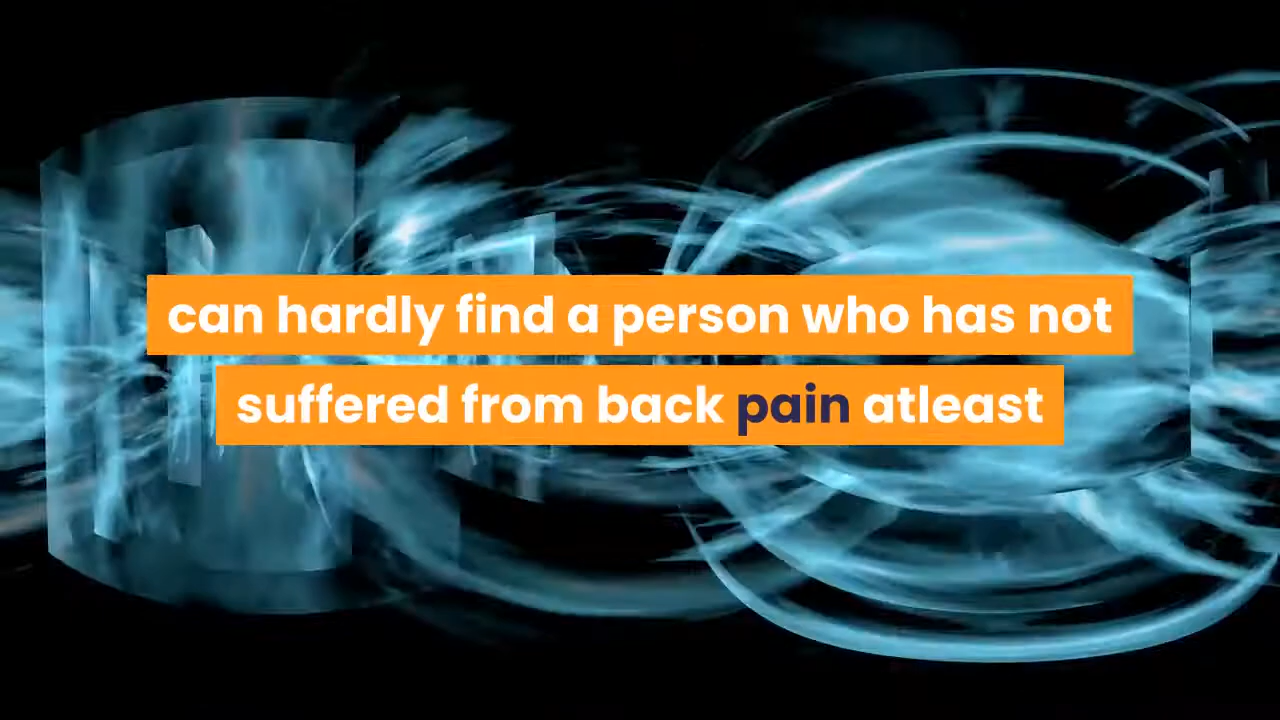 can hardly find a person who has not
suffered from back pain atleast